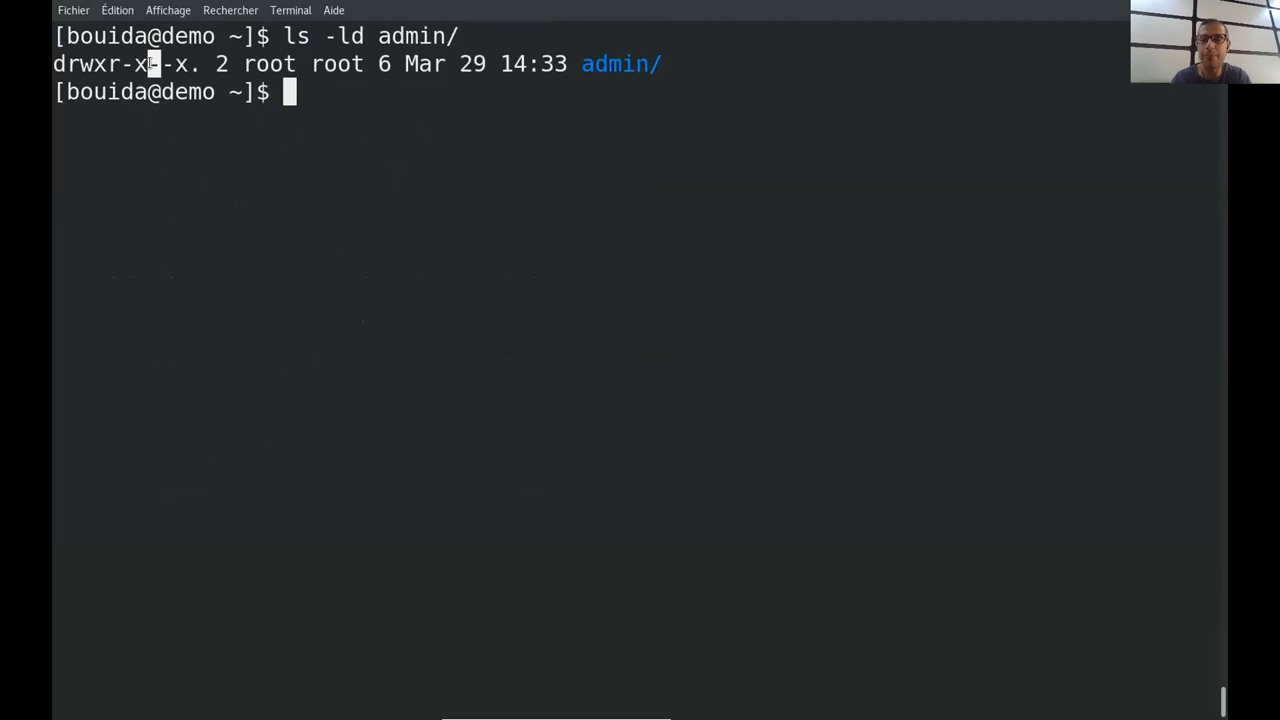 Fichier Édition Affichage Rechercher Terminal Aide
[bouida@demo ~]$ ls -ld admin/
drwxr-x--x. 2 root root 6 Mar 29 14:33 admin/
[bouida@demo ~]$